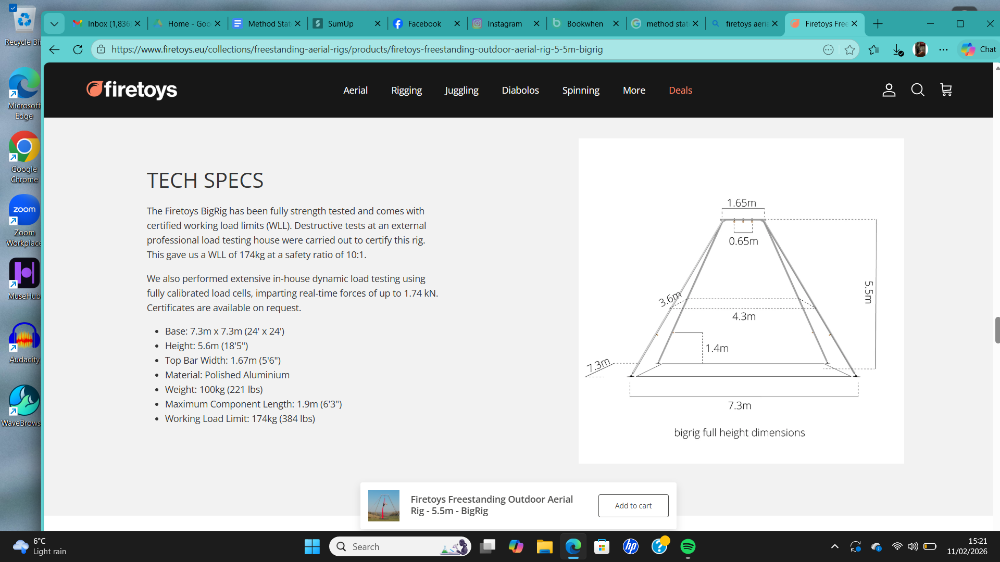 Recycle Bin
Microsoft
Edge
Google
Chrome
zoom
Zoom
Workplace
MuseHub
Audacity
WaveBrows
Inbox (1,836
Home - Goo
Method Stat
SumUp
Facebook
Instagram
Bookwhen
method stat
firetoys aeria
Firetoys Free
https://www.firetoys.eu/collections/freestanding-aerial-rigs/products/firetoys-freestanding-outdoor-aerial-rig-5-5m-bigrig
Chat
firetoys
Aerial
Rigging
Juggling
Diabolos
Spinning
More
Deals
TECH SPECS
The Firetoys BigRig has been fully strength tested and comes with
certified working load limits (WLL). Destructive tests at an external
professional load testing house were carried out to certify this rig.
This gave us a WLL of 174kg at a safety ratio of 10:1.
We also performed extensive in-house dynamic load testing using
fully calibrated load cells, imparting real-time forces of up to 1.74 kN.
Certificates are available on request.
• Base: 7.3m x 7.3m (24' x 24')
• Height: 5.6m (18'5")
• Top Bar Width: 1.67m (5'6")
• Material: Polished Aluminium
• Weight: 100kg (221 lbs)
• Maximum Component Length: 1.9m (6'3")
• Working Load Limit: 174kg (384 lbs)
1.65m
0.65m
5.5m
3.6m
4.3m
1.4m
7.3m
7.3m
bigrig full height dimensions
Firetoys Freestanding Outdoor Aerial
Rig - 5.5m - BigRig
Add to cart
6°C
Light rain
Search
hp
15:21
11/02/2026